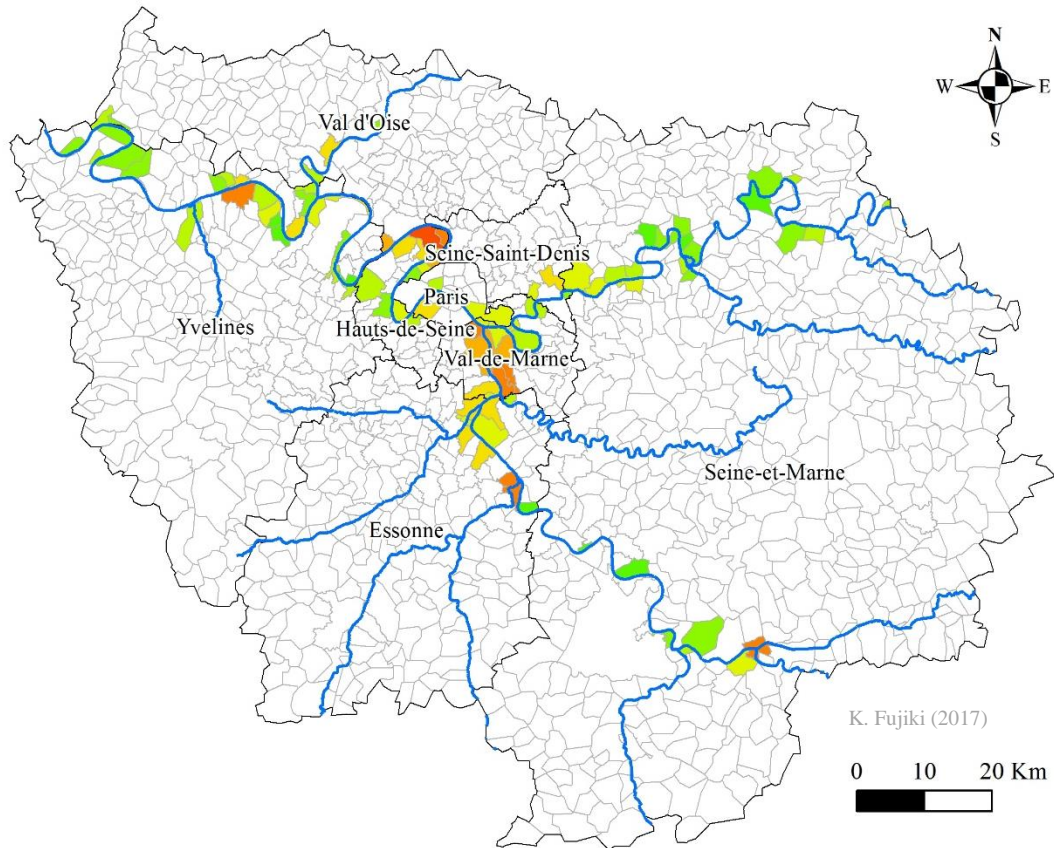 N
W E
S
Val d'Oise
Seine-Saint-Denis
Paris
Yvelines
Hauts-de-Seine
Val-de-Marne
Seine-et-Marne
Essonne
K. Fujiki (2017)
0 10 20 Km